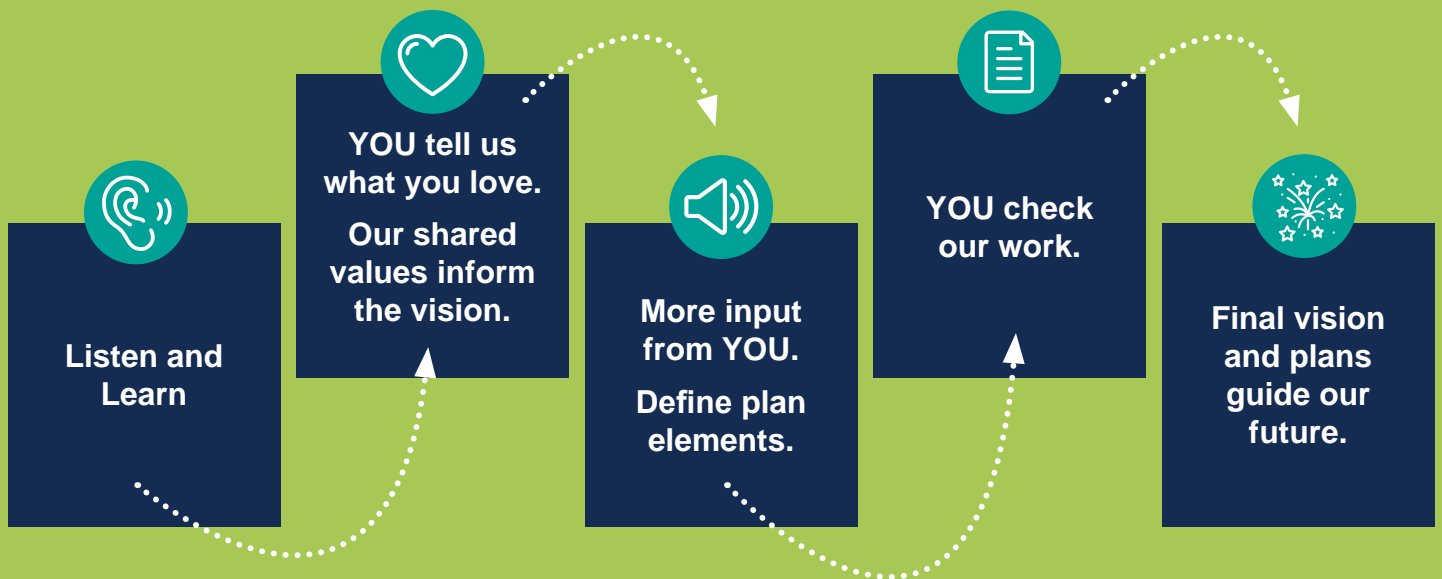 Listen and
Learn
YOU tell us
what you love.
Our shared
values inform
the vision.
More input
from YOU.
Define plan
elements.
YOU check
our work.
Final vision
and plans
guide our
future.